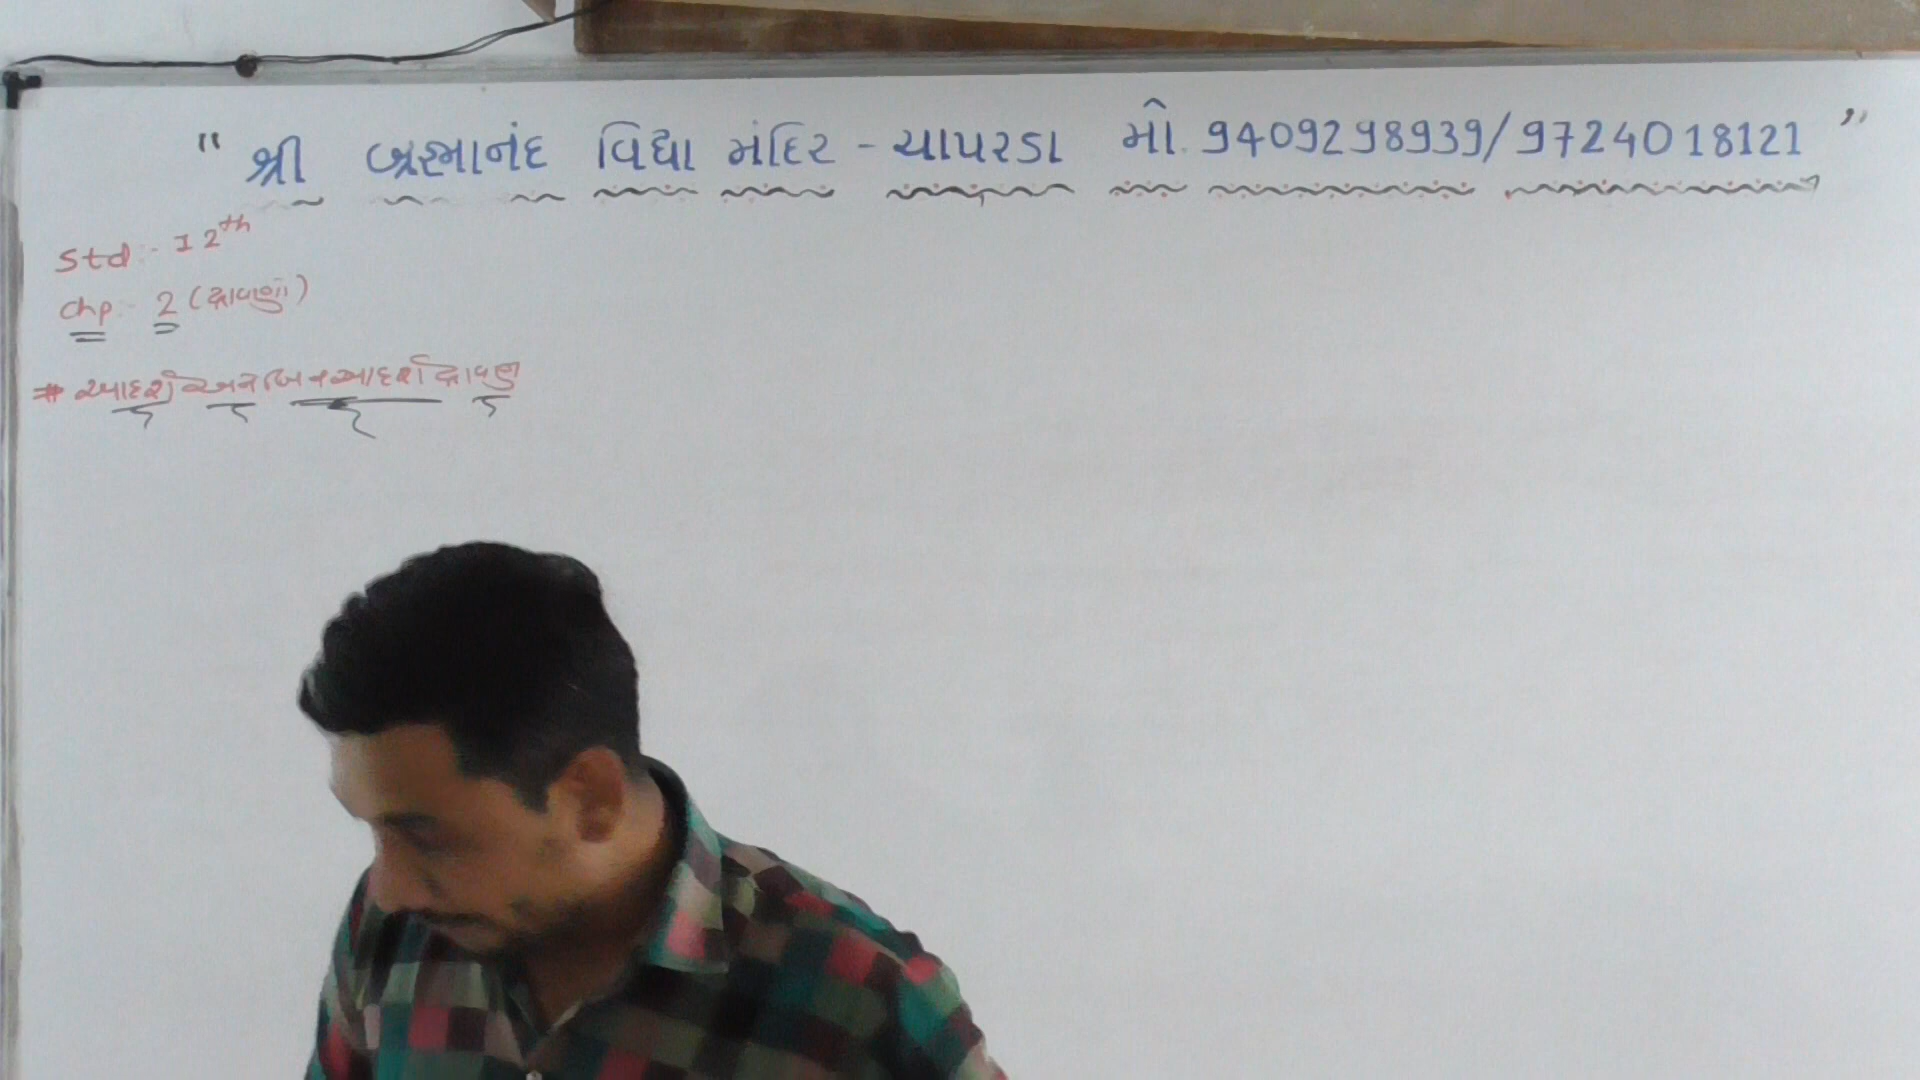 " શ્રી બ્રહ્માનંદ વિદ્યા મંદિર - ચાપરડા મો. 9409298939/9724018121 "
Std :- 12th
chp :- 2 (દ્રાવણો)
# આદર્શ અને બિનઆદર્શ દ્રાવણ